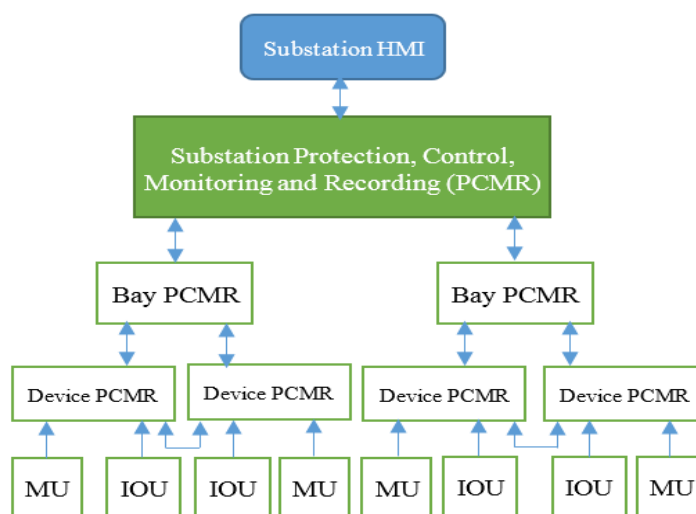 Substation HMI
Substation Protection, Control,
Monitoring and Recording (PCMR)
Bay PCMR
Bay PCMR
Device PCMR
Device PCMR
Device PCMR
Device PCMR
MU
IOU
IOU
MU
MU
IOU
IOU
MU